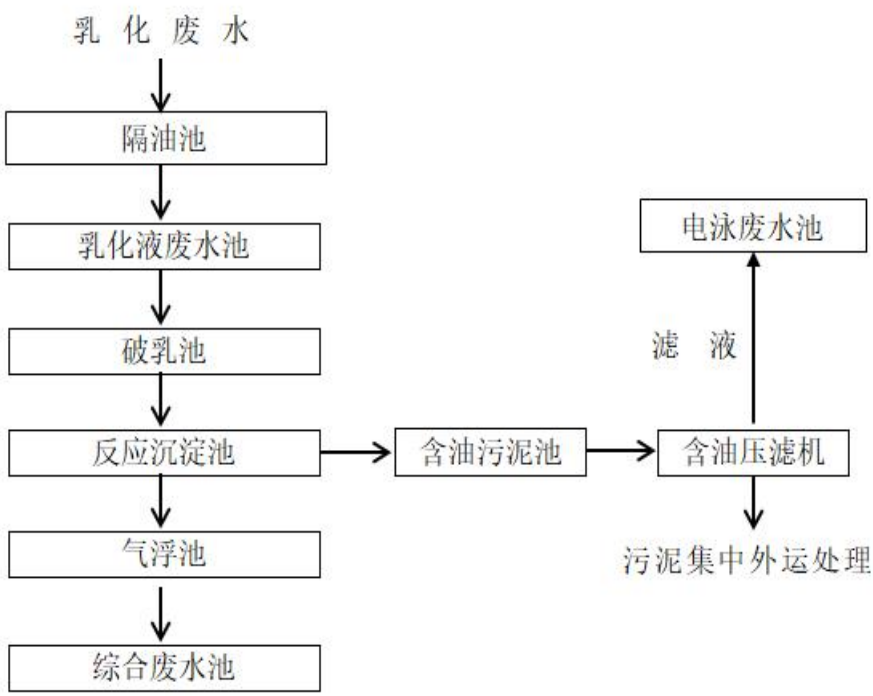 乳化废水
隔油池
乳化液废水池
破乳池
反应沉淀池
气浮池
综合废水池
含油污泥池
含油压滤机
滤液
电泳废水池
污泥集中外运处理